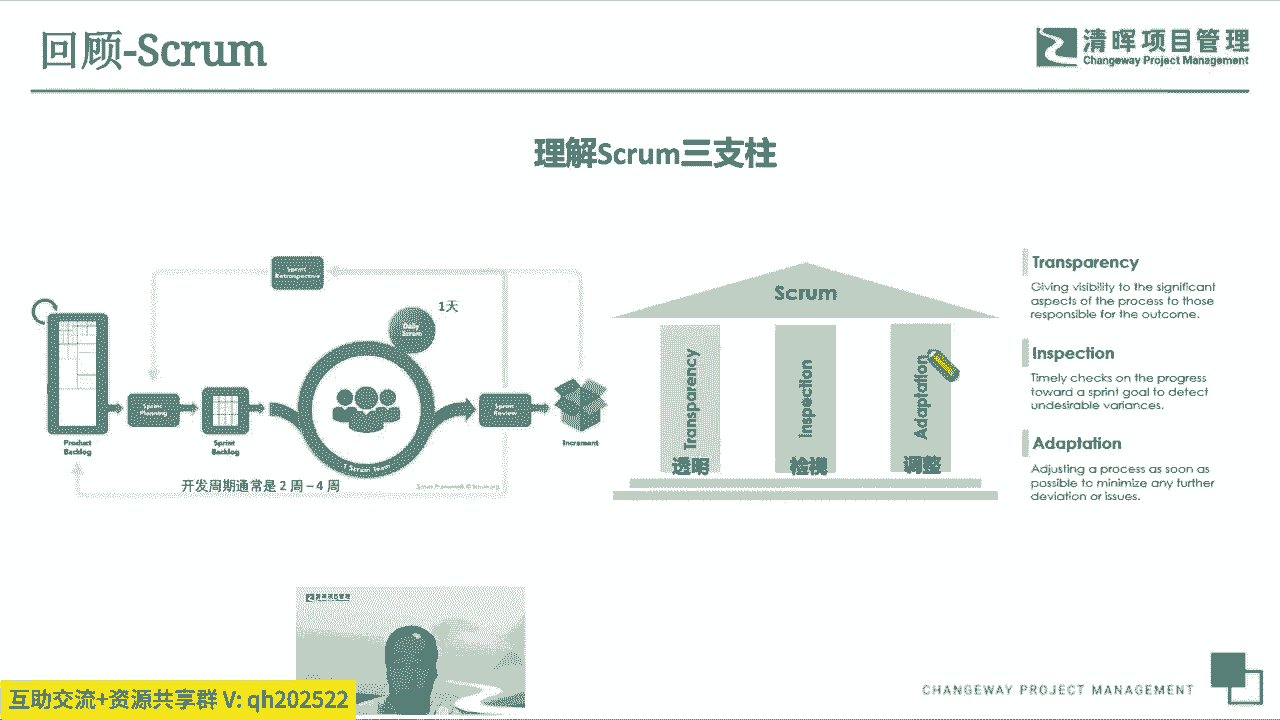 回顾-Scrum
清晖项目管理
Changeway Project Management
理解Scrum三支柱
Sprint
Retrospective
1天
Daily
Scrum
Sprint
Planning
Sprint
Review
Product
Backlog
Sprint
Backlog
1 Scrum Team
Increment
开发周期通常是 2 周 – 4 周
Scrum Framework © Scrum.org
Scrum
Transparency
透明
Inspection
检视
Adaptation
调整
Transparency
Giving visibility to the significant
aspects of the process to those
responsible for the outcome.
Inspection
Timely checks on the progress
toward a sprint goal to detect
undesirable variances.
Adaptation
Adjusting a process as soon as
possible to minimize any further
deviation or issues.
清晖项目管理
互助交流+资源共享群 V: qh202522
CHANGEWAY PROJECT MANAGEMENT